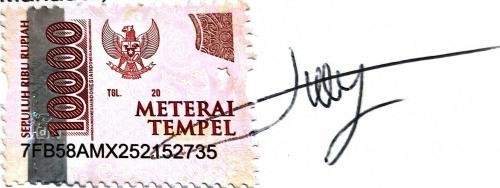 SEPULUH RIBU RUPIAH
10000
TGL. 20
METERAI
TEMPEL
7FB58AMX252152735